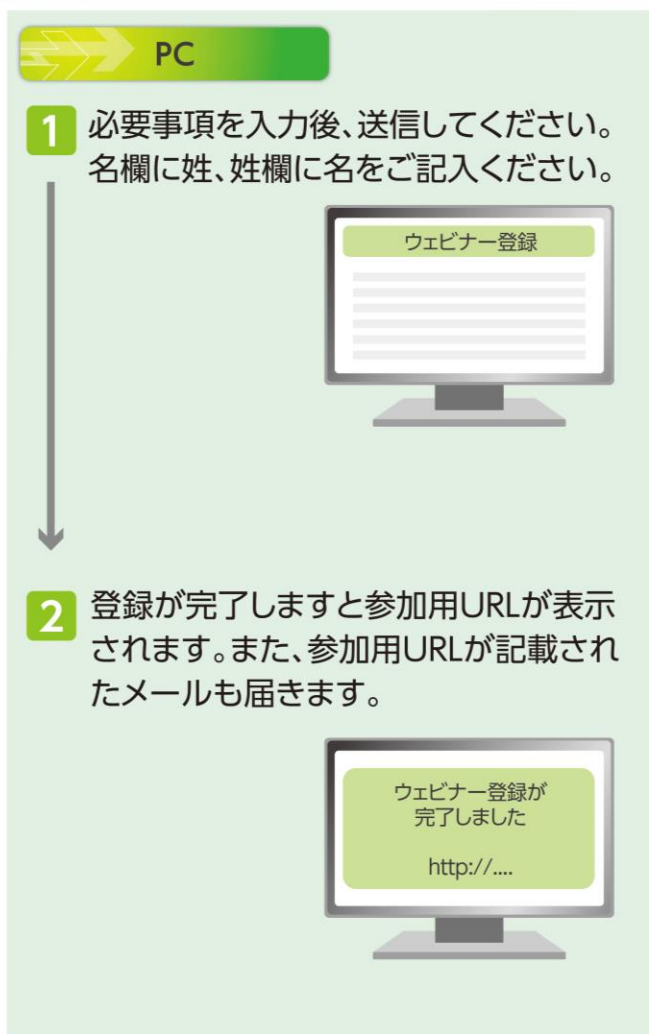 PC
1 必要事項を入力後、送信してください。
名欄に姓、姓欄に名をご記入ください。
ウェビナー登録
2 登録が完了しますと参加用URLが表示
されます。また、参加用URLが記載され
たメールも届きます。
ウェビナー登録が
完了しました
http://....